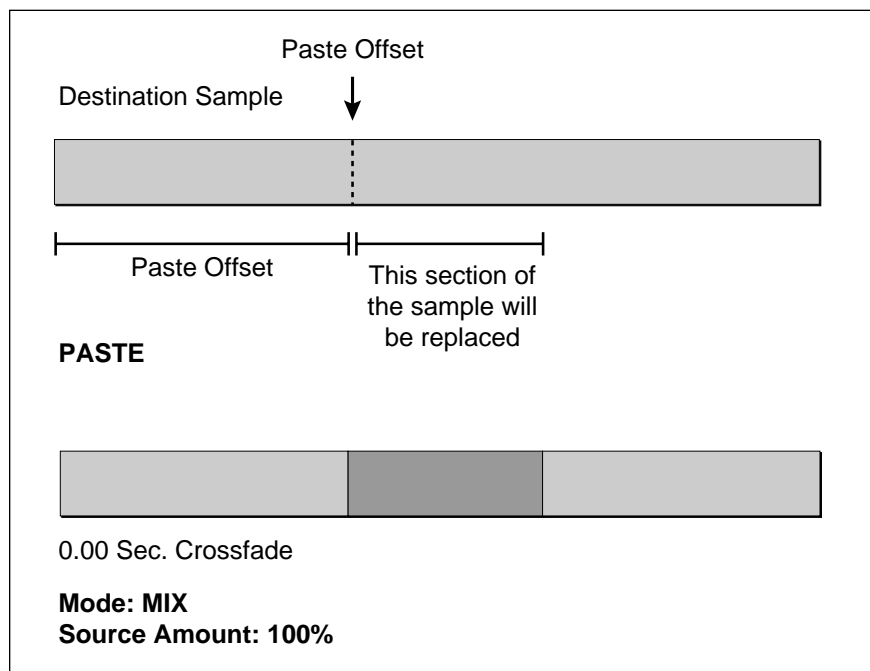 Paste Offset
Destination Sample
Paste Offset
This section of
the sample will
be replaced
PASTE
0.00 Sec. Crossfade
Mode: MIX
Source Amount: 100%